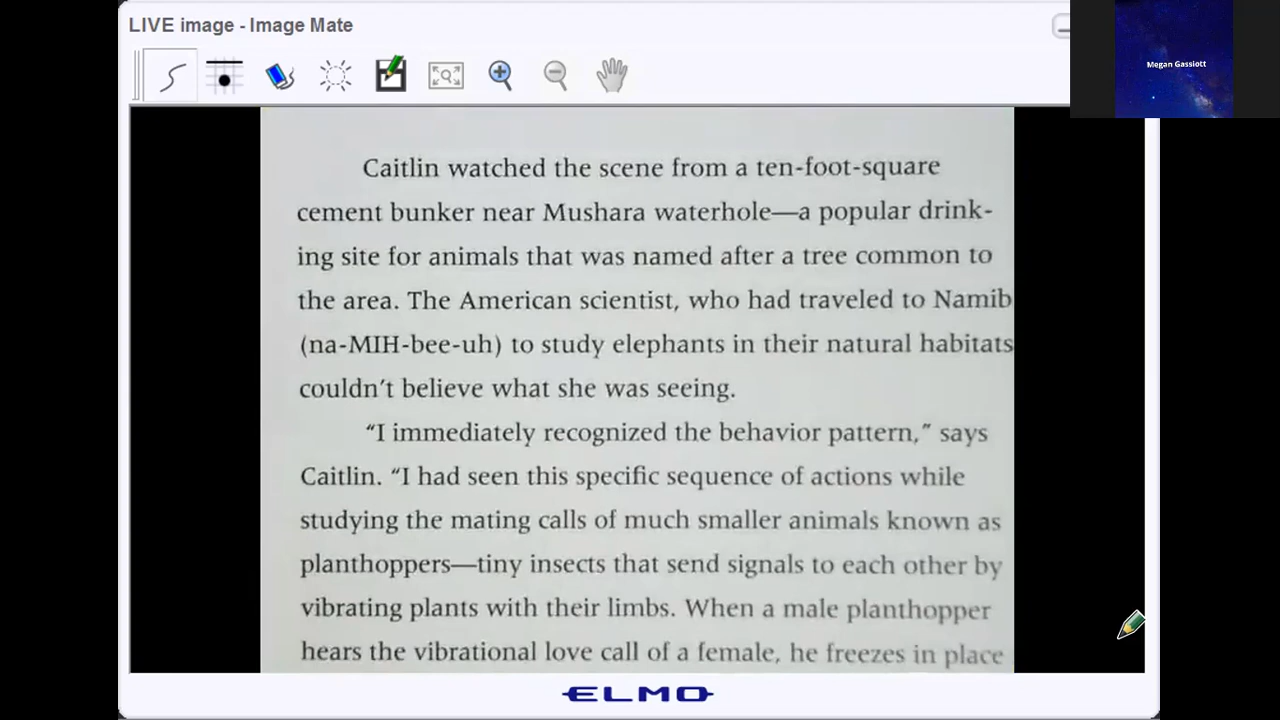 LIVE image - Image Mate
Megan Gassiott
Caitlin watched the scene from a ten-foot-square
cement bunker near Mushara waterhole—a popular drink-
ing site for animals that was named after a tree common to
the area. The American scientist, who had traveled to Namib
(na-MIH-bee-uh) to study elephants in their natural habitats
couldn’t believe what she was seeing.
“I immediately recognized the behavior pattern,” says
Caitlin. “I had seen this specific sequence of actions while
studying the mating calls of much smaller animals known as
planthoppers—tiny insects that send signals to each other by
vibrating plants with their limbs. When a male planthopper
hears the vibrational love call of a female, he freezes in place
ELMO